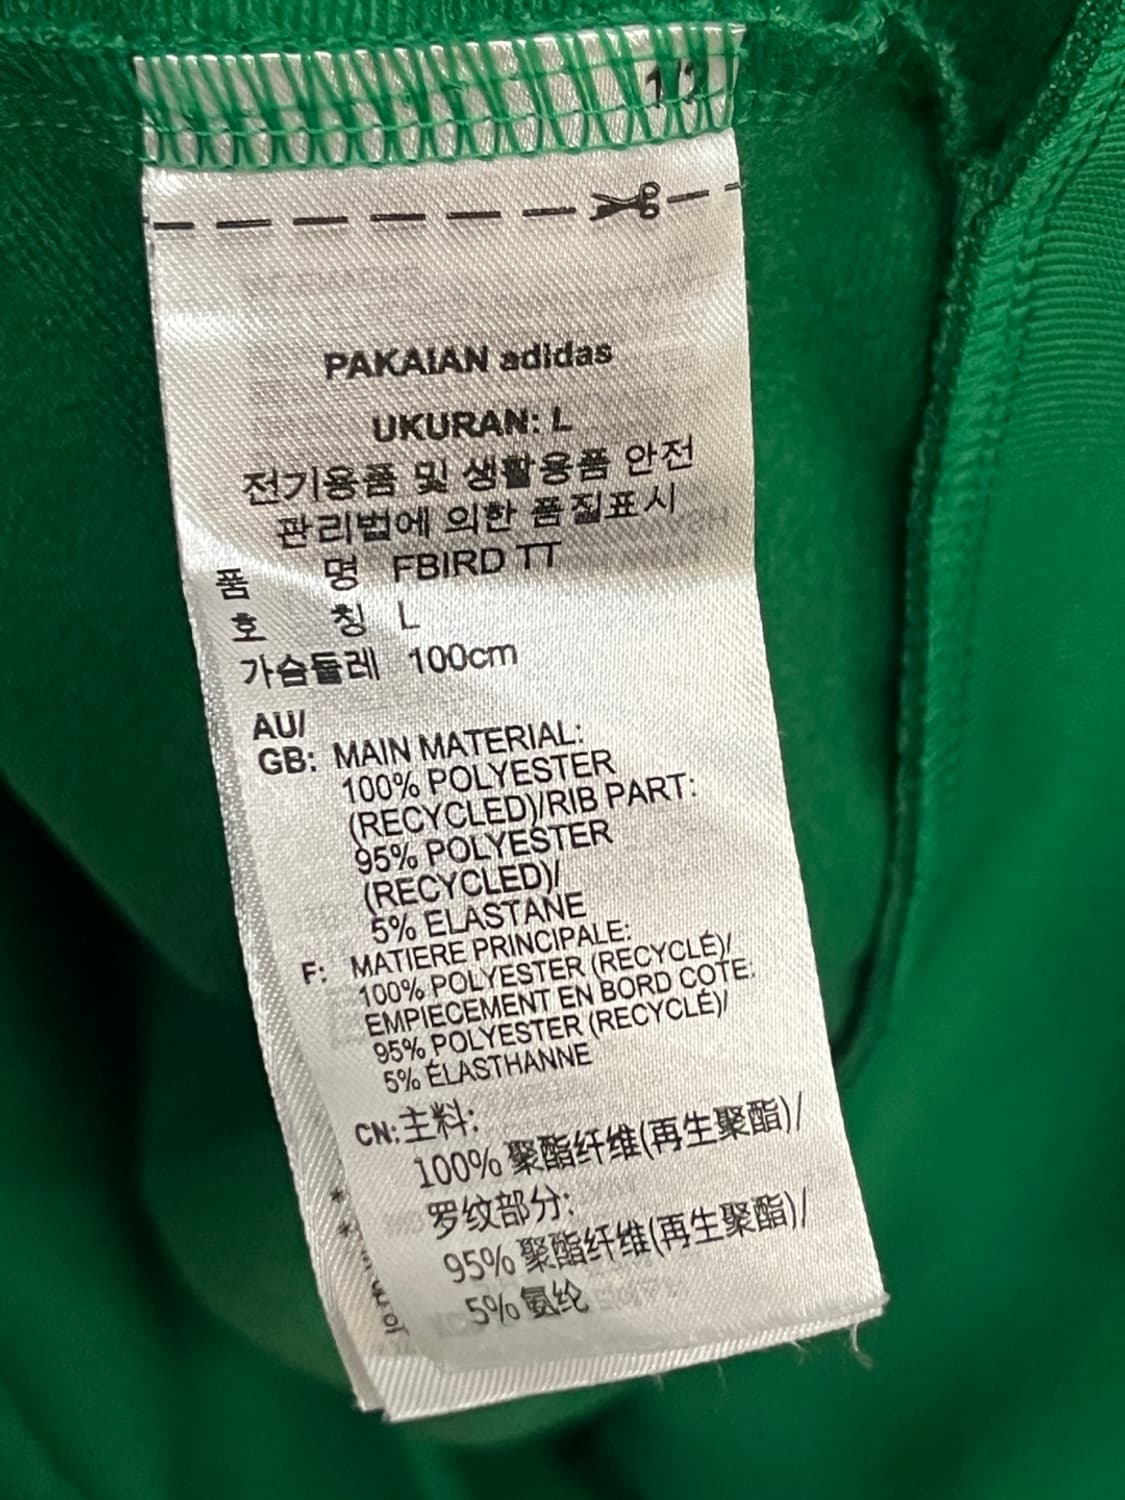 PAKAIAN adidas
UKURAN: L
전기용품 및 생활용품 안전
관리법에 의한 품질표시
품 명 FBIRD TT
호 칭 L
가슴둘레 100cm
AU/
GB: MAIN MATERIAL:
100% POLYESTER
(RECYCLED)/RIB PART:
95% POLYESTER
(RECYCLED)/
5% ELASTANE
F: MATIERE PRINCIPALE:
100% POLYESTER (RECYCLÉ)/
EMPIECEMENT EN BORD COTE:
95% POLYESTER (RECYCLÉ)/
5% ÉLASTHANNE
CN:主料:
100% 聚酯纤维(再生聚酯)/
罗纹部分:
95% 聚酯纤维(再生聚酯)/
5% 氨纶